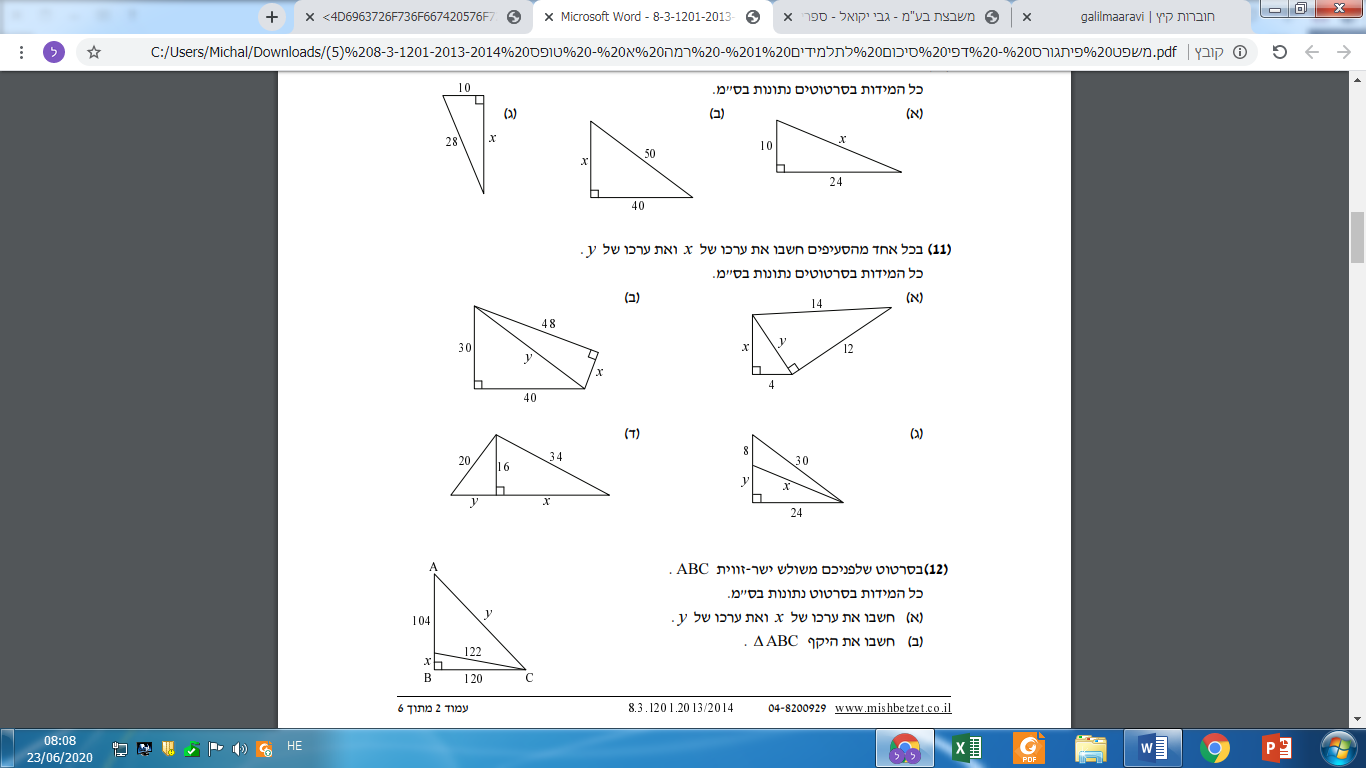 <4D6963726F736F667420576F7
Microsoft Word - 8-3-1201-2013-
משבצת בע"מ - גבי יקואל - ספרי
חוברות קיץ | galilmaaravi
C:/Users/Michal/Downloads/(5)%208-3-1201-2013-2014%20טופס%20-%20א%20רמה%20-%201%20לתלמידים%20סיכום%20דפי%20-%20פיתגורס%20משפט.pdf
קובץ
כל המידות בסרטוטים נתונות בס״מ.
(א)
10
x
24
(ב)
x
50
40
(ג)
10
28
x
(11) בכל אחד מהסעיפים חשבו את ערכו של x ואת ערכו של y .
כל המידות בסרטוטים נתונות בס״מ.
(א)
14
x
y
12
4
(ב)
48
30
y
x
40
(ג)
8
30
y
x
24
(ד)
20
16
34
y
x
(12) בסרטוט שלפניכם משולש ישר-זווית ABC .
כל המידות בסרטוט נתונות בס״מ.
(א) חשבו את ערכו של x ואת ערכו של y .
(ב) חשבו את היקף ΔABC .
A
104
y
x
122
B
120
C
עמוד 2 מתוך 6
8.3.1201.2013/2014
04-8200929
www.mishbetzet.co.il
08:08
23/06/2020
HE
PDF